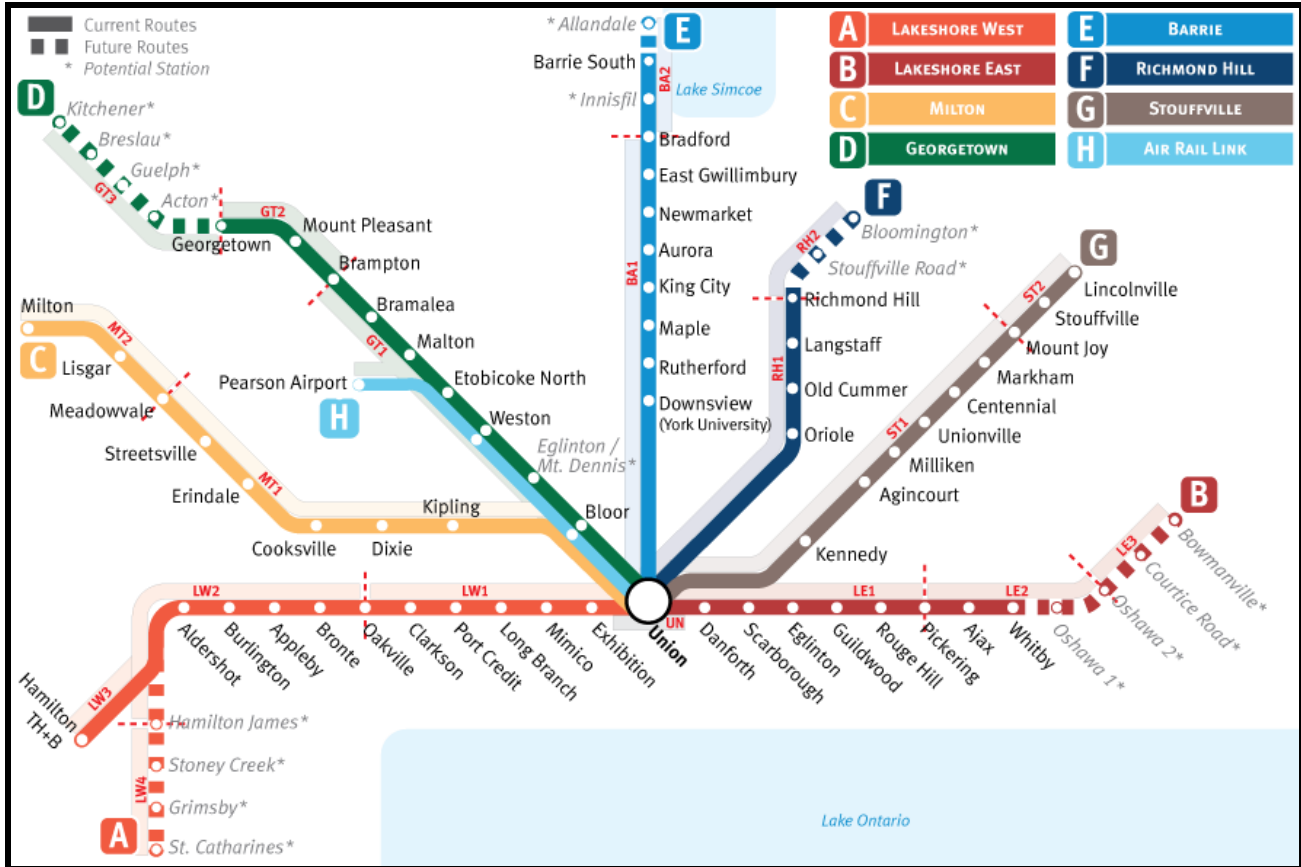 Current Routes
Future Routes
* Potential Station
A LAKESHORE WEST
B LAKESHORE EAST
C MILTON
D GEORGETOWN
E BARRIE
F RICHMOND HILL
G STOUFFVILLE
H AIR RAIL LINK
D
Kitchener*
Breslau*
Guelph*
Acton*
GT3
Georgetown
GT2
Mount Pleasant
Brampton
Bramalea
GT1
Malton
Etobicoke North
Weston
Eglinton /
Mt. Dennis*
Bloor
Pearson Airport
H
Milton
C
MT2
Lisgar
Meadowvale
Streetsville
Erindale
MT1
Cooksville
Dixie
Kipling
* Allandale
E
Barrie South
BA2
Lake Simcoe
* Innisfil
Bradford
East Gwillimbury
Newmarket
Aurora
BA1
King City
Maple
Rutherford
Downsview
(York University)
F
Bloomington*
RH2
Stouffville Road*
Richmond Hill
Langstaff
RH1
Old Cummer
Oriole
G
Lincolnville
ST2
Stouffville
Mount Joy
Markham
Centennial
Unionville
ST1
Milliken
Agincourt
Kennedy
B
Bowmanville*
LE3
Courtice Road*
Oshawa 2*
Oshawa 1*
LE2
Whitby
Ajax
Pickering
LE1
Rouge Hill
Guildwood
Eglinton
Scarborough
Danforth
UN
Union
Exhibition
Mimico
Long Branch
LW1
Port Credit
Clarkson
Oakville
Bronte
Appleby
LW2
Burlington
Aldershot
LW3
Hamilton
TH+B
Hamilton James*
Stoney Creek*
LW4
Grimsby*
A
St. Catharines*
Lake Ontario